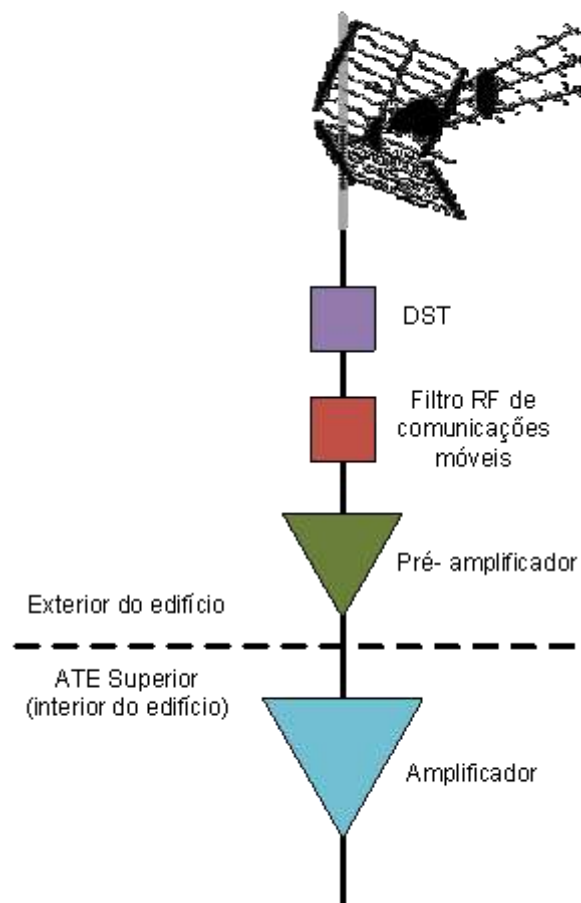 DST
Filtro RF de
comunicações
móveis
Pré- amplificador
Exterior do edifício
ATE Superior
(interior do edifício)
Amplificador